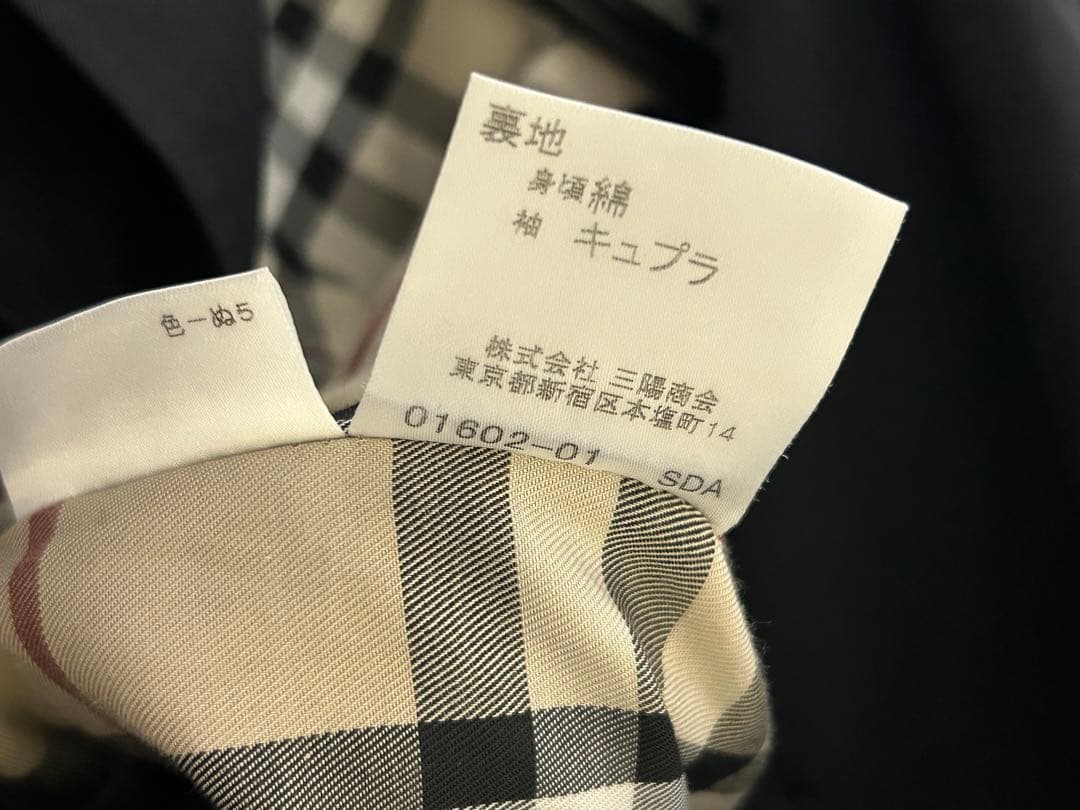 裏地
身頃綿
袖 キュプラ
株式会社 三陽商会
東京都新宿区本塩町14
01602-01 SDA
色-ぬ5